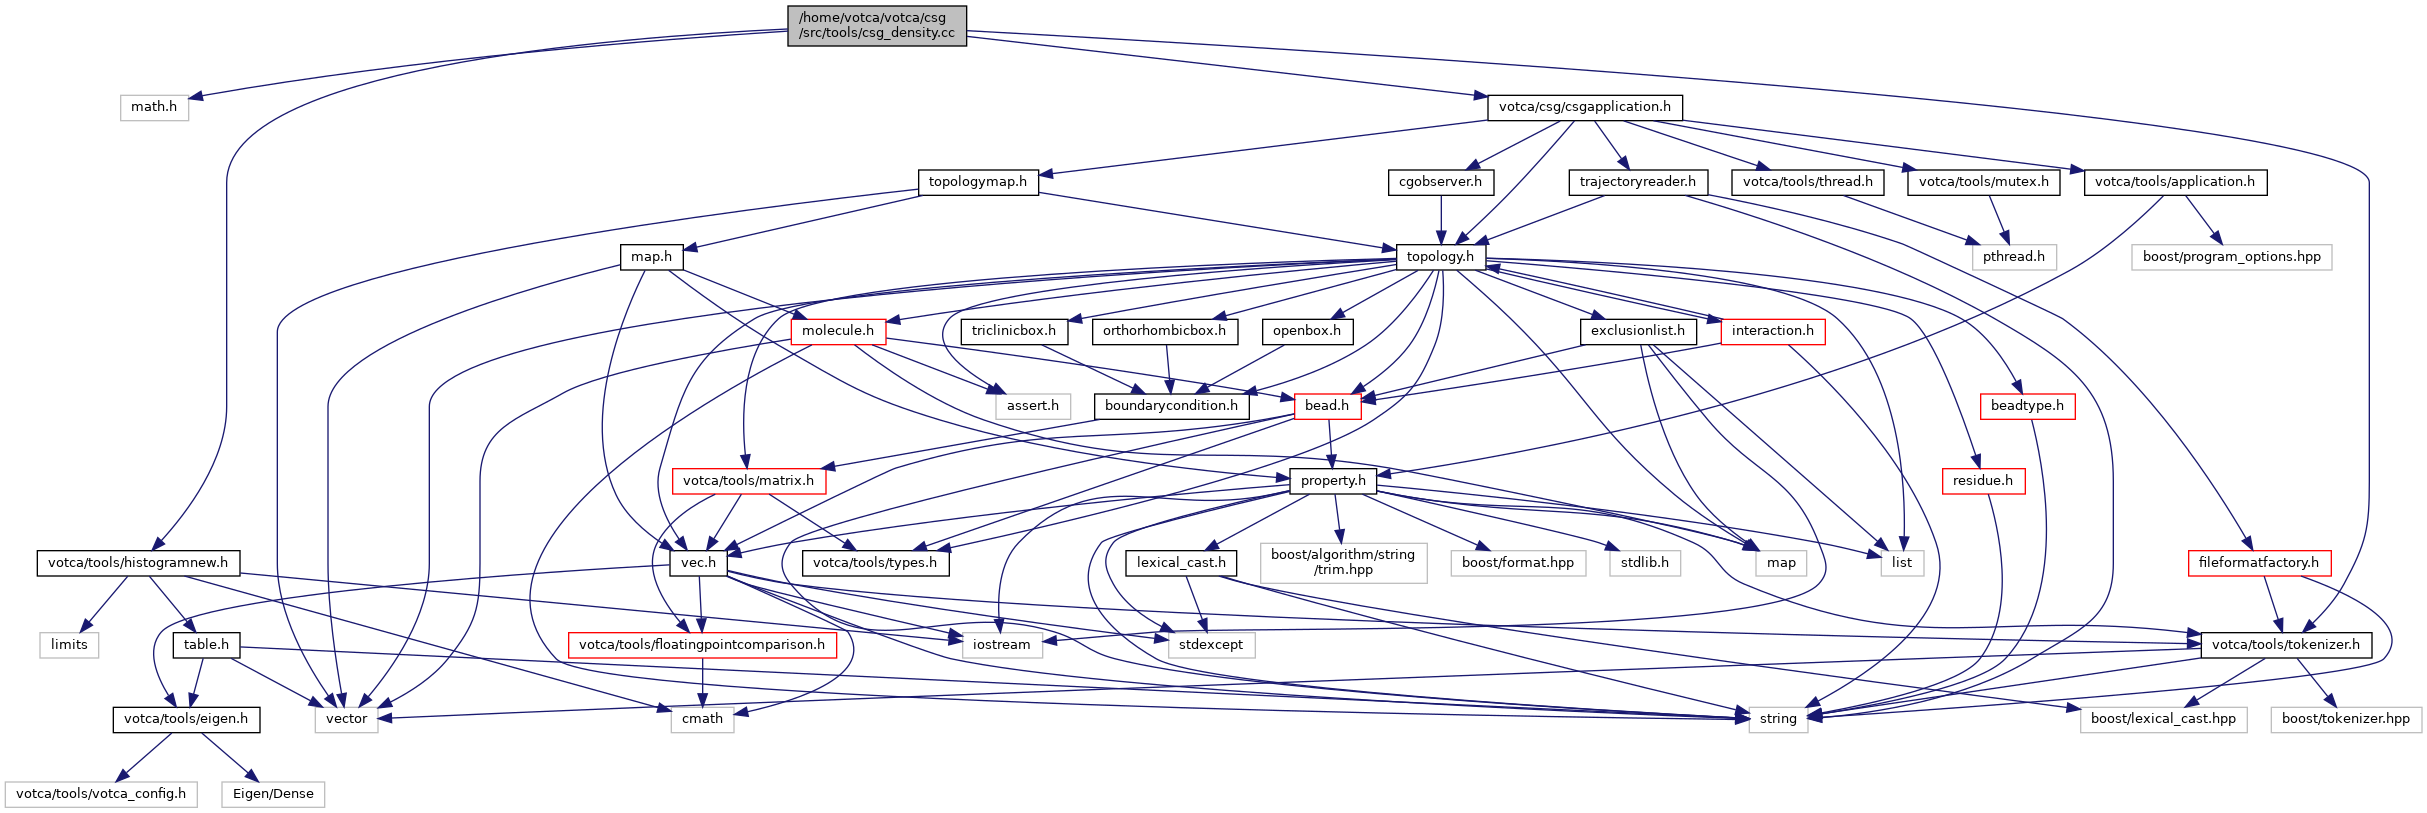 /home/votca/votca/csg
/src/tools/csg_density.cc
math.h
votca/csg/csgapplication.h
topologymap.h
cgobserver.h
trajectoryreader.h
votca/tools/thread.h
votca/tools/mutex.h
votca/tools/application.h
map.h
topology.h
pthread.h
boost/program_options.hpp
molecule.h
triclinicbox.h
orthorhombicbox.h
openbox.h
exclusionlist.h
interaction.h
assert.h
boundarycondition.h
bead.h
beadtype.h
votca/tools/matrix.h
property.h
residue.h
votca/tools/histogramnew.h
vec.h
votca/tools/types.h
lexical_cast.h
boost/algorithm/string
/trim.hpp
boost/format.hpp
stdlib.h
map
list
fileformatfactory.h
limits
table.h
votca/tools/floatingpointcomparison.h
iostream
stdexcept
votca/tools/tokenizer.h
votca/tools/eigen.h
vector
cmath
string
boost/lexical_cast.hpp
boost/tokenizer.hpp
votca/tools/votca_config.h
Eigen/Dense